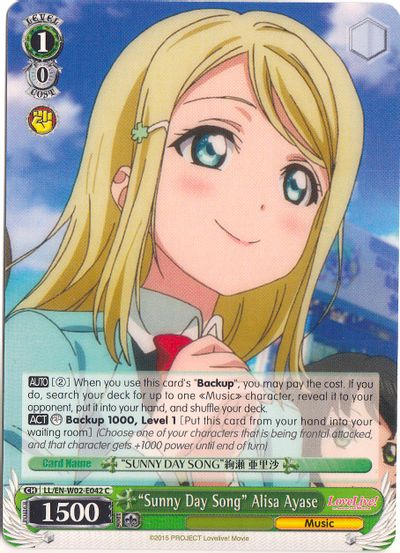 LEVEL
1
0
COST
AUTO [②] When you use this card's "Backup", you may pay the cost. If you
do, search your deck for up to one «Music» character, reveal it to your
opponent, put it into your hand, and shuffle your deck.
ACT Backup 1000, Level 1 [Put this card from your hand into your
waiting room] (Choose one of your characters that is being frontal attacked,
and that character gets +1000 power until end of turn)
Card Name "SUNNY DAY SONG"絢瀬 亜里沙
CH LL/EN-W02-E042 C
POWER 1500 SOUL
"Sunny Day Song" Alisa Ayase
LoveLive!
Music
©2015 PROJECT Lovelive! Movie